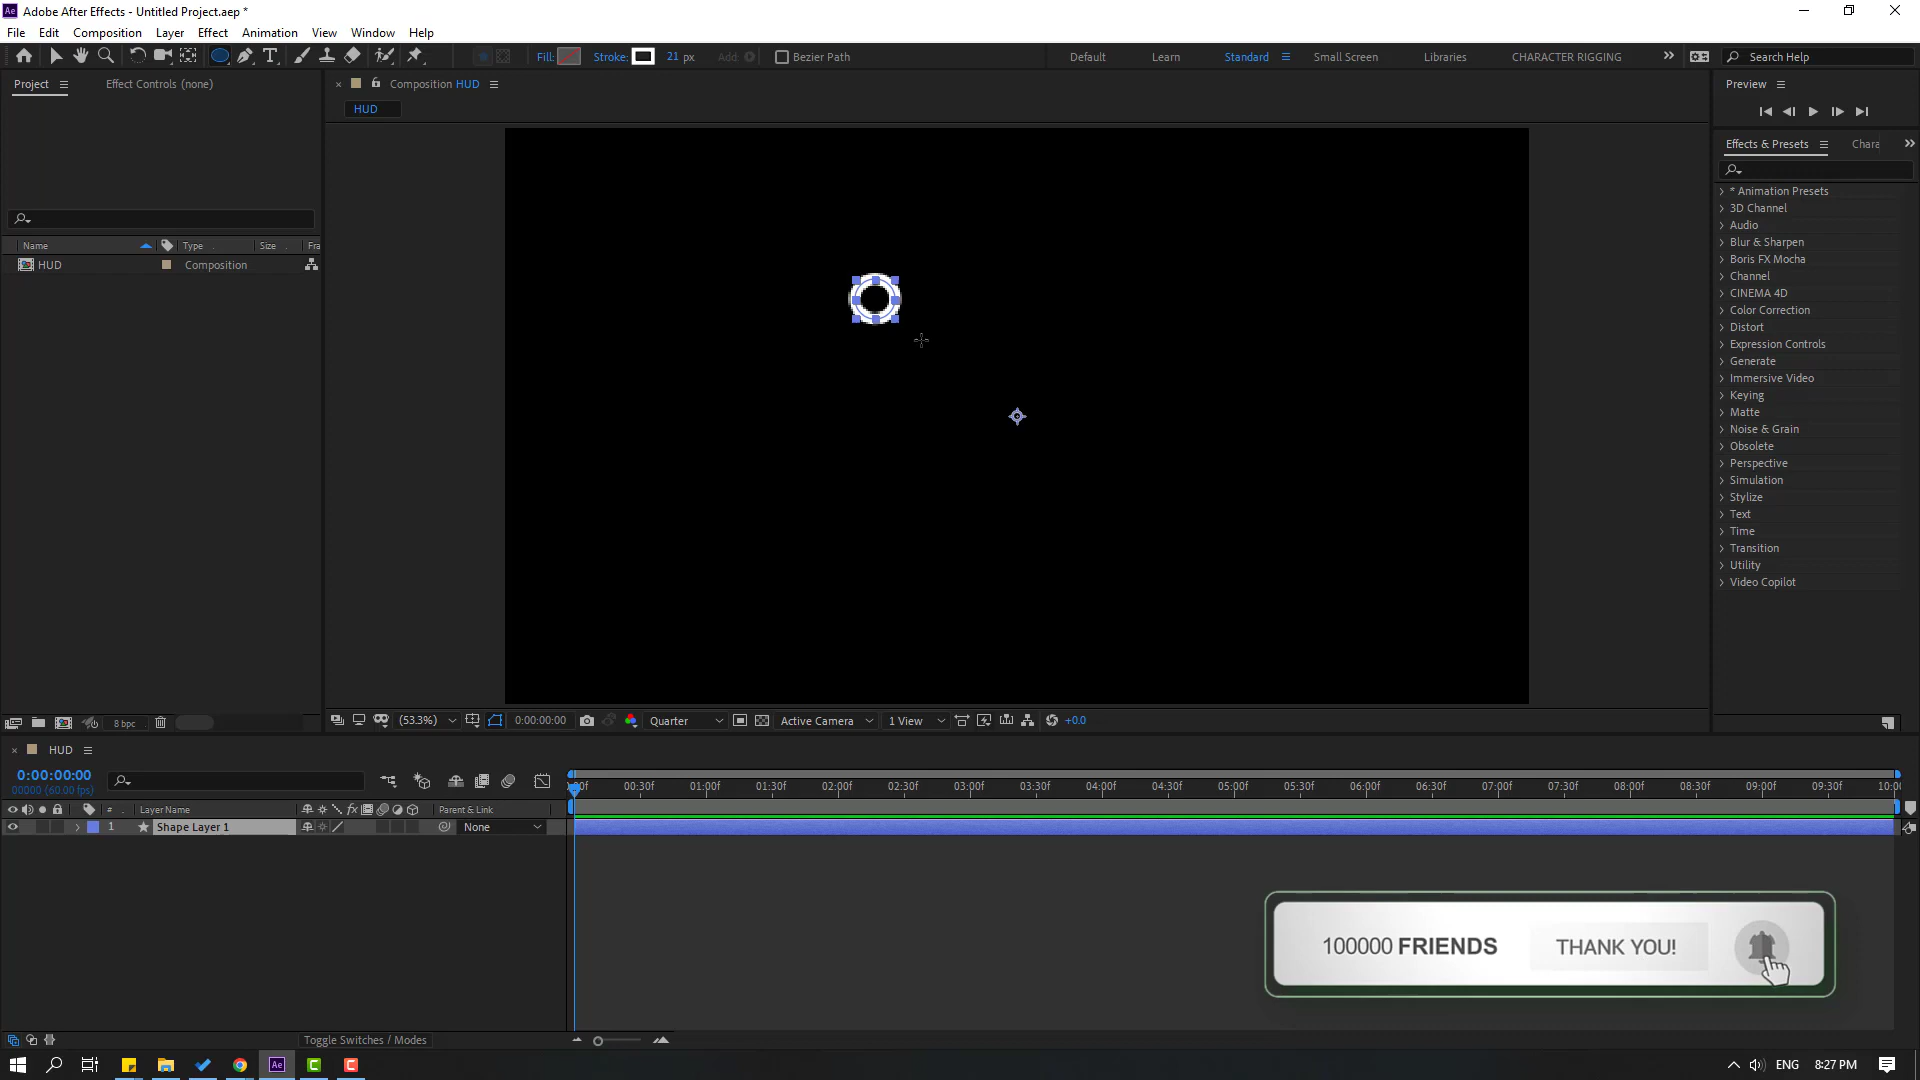 Adobe After Effects - Untitled Project.aep *
File Edit Composition Layer Effect Animation View Window Help
Fill: Stroke: 21 px Add: Bezier Path Default Learn Standard Small Screen Libraries CHARACTER RIGGING Search Help
Project Effect Controls (none)
Composition HUD
HUD
Name Type Size Fra
HUD Composition
8 bpc
(53.3%) 0:00:00:00 Quarter Active Camera 1 View +0.0
Preview
Effects & Presets Chara
* Animation Presets
3D Channel
Audio
Blur & Sharpen
Boris FX Mocha
Channel
CINEMA 4D
Color Correction
Distort
Expression Controls
Generate
Immersive Video
Keying
Matte
Noise & Grain
Obsolete
Perspective
Simulation
Stylize
Text
Time
Transition
Utility
Video Copilot
HUD
0:00:00:00
00000 (60.00 fps)
00f 00:30f 01:00f 01:30f 02:00f 02:30f 03:00f 03:30f 04:00f 04:30f 05:00f 05:30f 06:00f 06:30f 07:00f 07:30f 08:00f 08:30f 09:00f 09:30f 10:00
# Layer Name fx Parent & Link
1 Shape Layer 1 None
100000 FRIENDS THANK YOU!
Toggle Switches / Modes
Ae ENG 8:27 PM